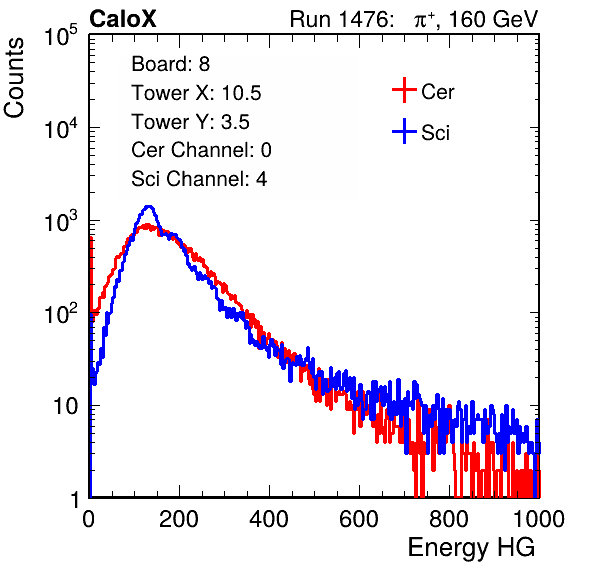 CaloX Run 1476: π⁺, 160 GeV
Counts
10⁵
10⁴
10³
10²
10
1
Board: 8
Tower X: 10.5
Tower Y: 3.5
Cer Channel: 0
Sci Channel: 4
Cer
Sci
0 200 400 600 800 1000
Energy HG